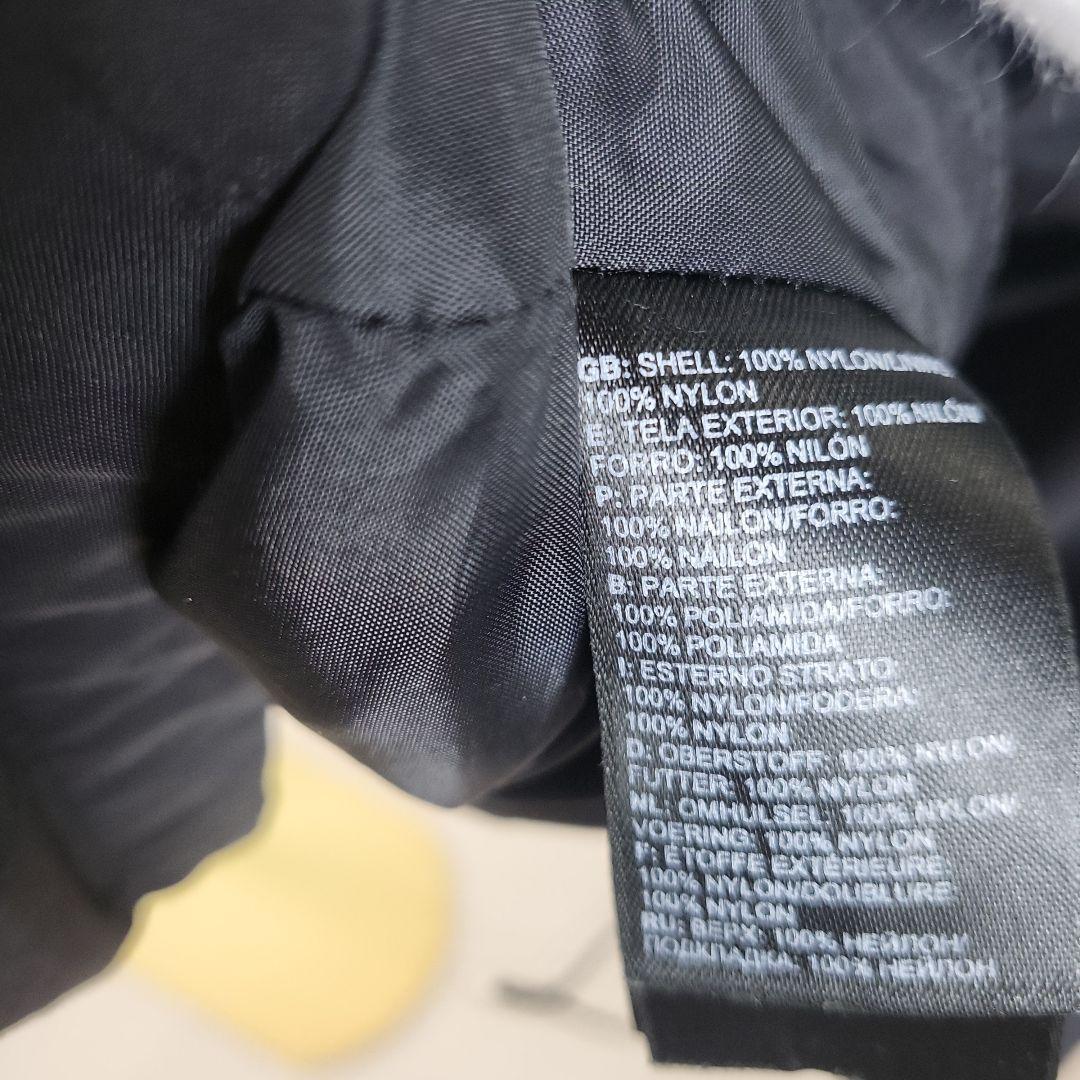 GB: SHELL: 100% NYLON/LINING:
100% NYLON
E: TELA EXTERIOR: 100% NILÓN/
FORRO: 100% NILÓN
P: PARTE EXTERNA:
100% NAILON/FORRO:
100% NAILON
B: PARTE EXTERNA:
100% POLIAMIDA/FORRO:
100% POLIAMIDA
I: ESTERNO STRATO:
100% NYLON/FODERA:
100% NYLON
D: OBERSTOFF: 100% NYLON/
FUTTER: 100% NYLON
NL: OMHULSEL: 100% NYLON/
VOERING: 100% NYLON
F: ÉTOFFE EXTÉRIEURE
100% NYLON/DOUBLURE
100% NYLON
RU: ВЕРХ: 100% НЕЙЛОН/
ПОДКЛАДКА: 100% НЕЙЛОН